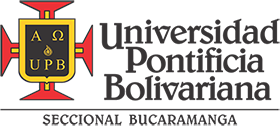 Α Ω
UPB
Universidad
Pontificia
Bolivariana
SECCIONAL BUCARAMANGA